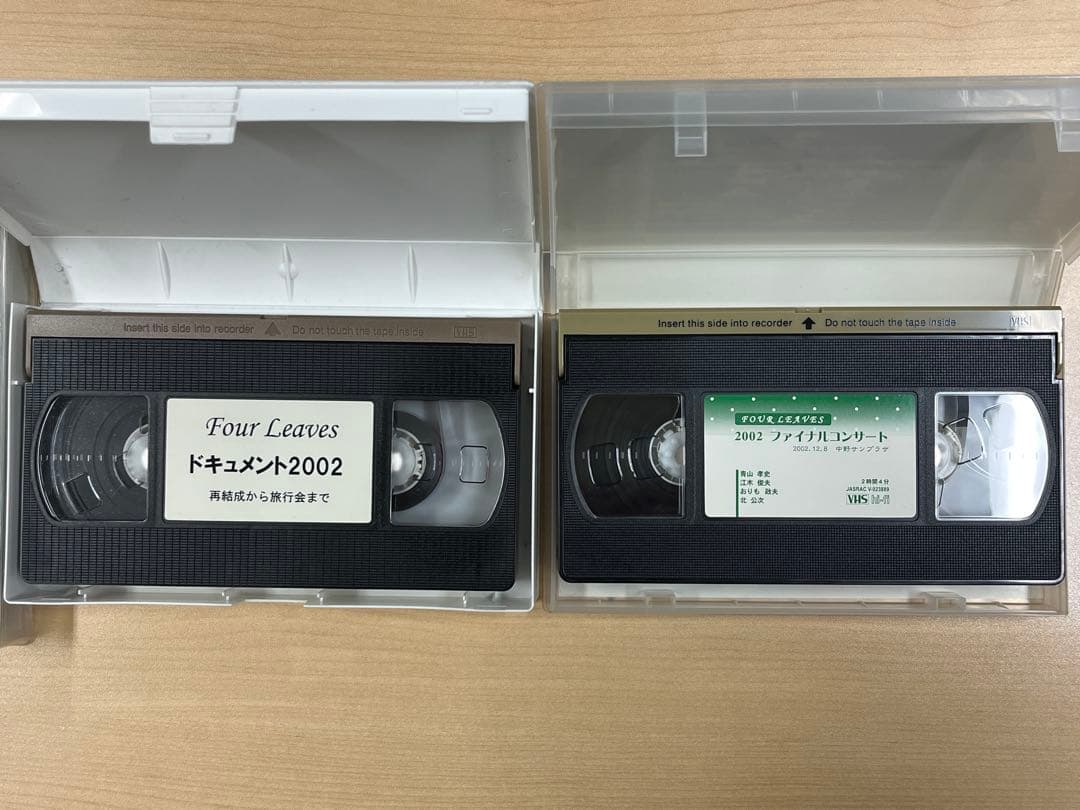 Insert this side into recorder Do not touch the tape inside VHS
Four Leaves
ドキュメント2002
再結成から旅行会まで
Insert this side into recorder Do not touch the tape inside VHS
FOUR LEAVES
2002 ファイナルコンサート
2002.12.8 中野サンプラザ
青山 孝史
江木 俊夫
おりも 政夫
北 公次
2時間4分
JASRAC V-023889
VHS hi-fi